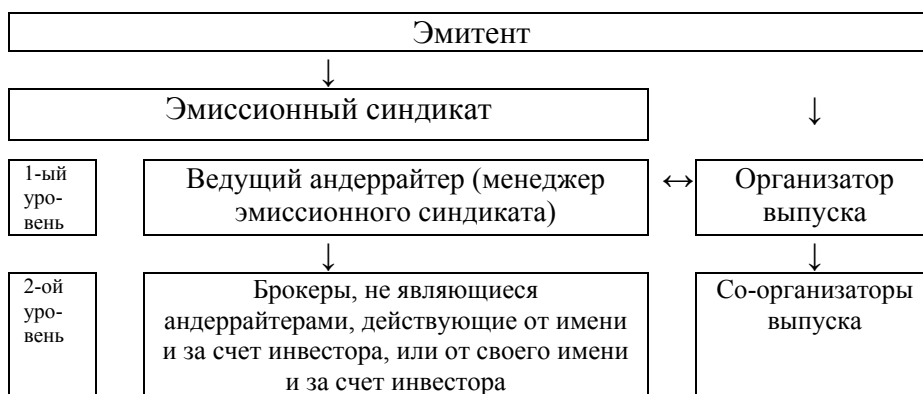 Эмитент
↓
Эмиссионный синдикат
↓
1-ый
уро-
вень
Ведущий андеррайтер (менеджер
эмиссионного синдиката)
↔
Организатор
выпуска
↓
↓
2-ой
уро-
вень
Брокеры, не являющиеся
андеррайтерами, действующие от имени
и за счет инвестора, или от своего имени
и за счет инвестора
Со-организаторы
выпуска